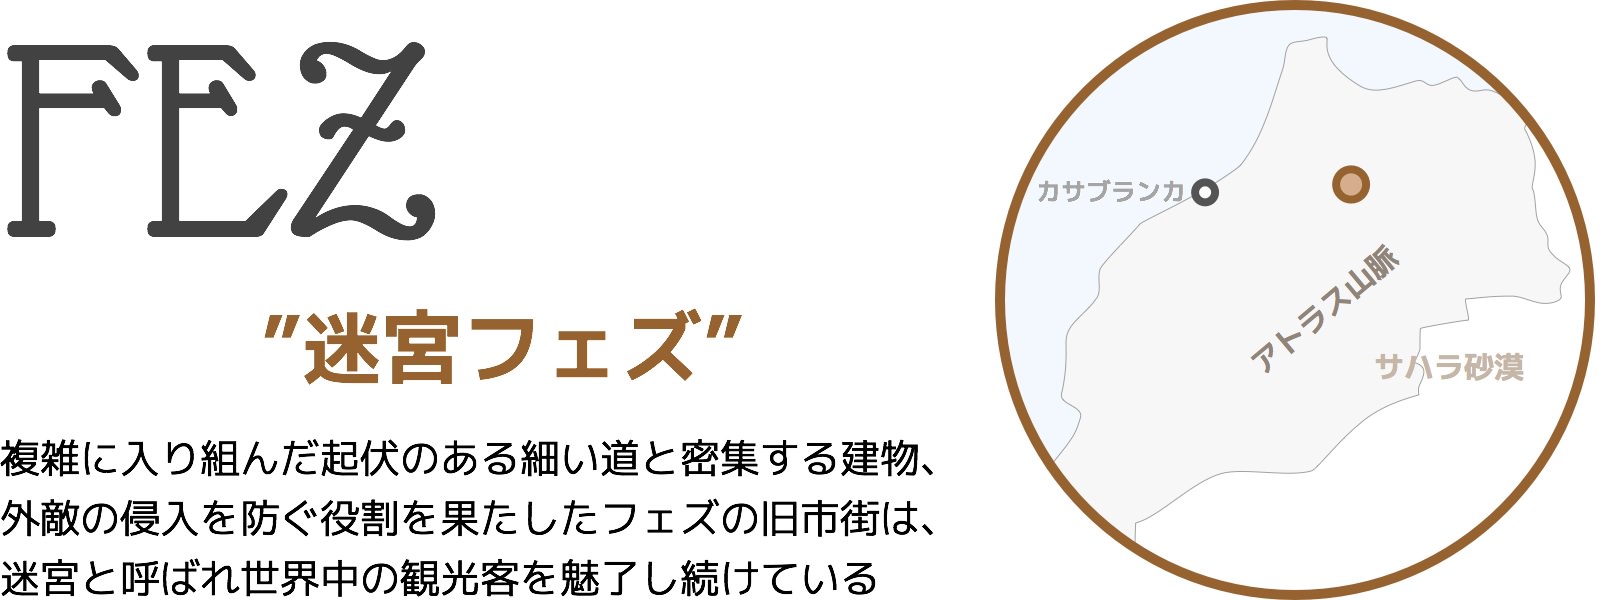 FEZ
”迷宮フェズ”
複雑に入り組んだ起伏のある細い道と密集する建物、
外敵の侵入を防ぐ役割を果たしたフェズの旧市街は、
迷宮と呼ばれ世界中の観光客を魅了し続けている
カサブランカ
アトラス山脈
サハラ砂漠